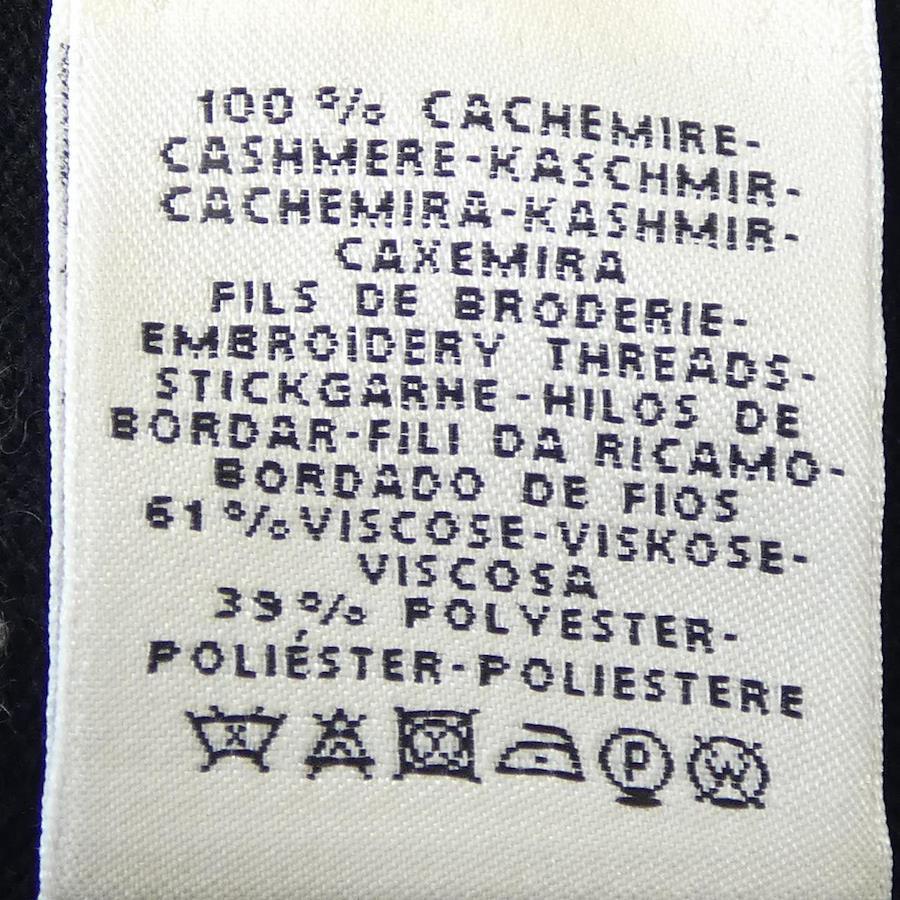 100 % CACHEMIRE-
CASHMERE-KASCHMIR-
CACHEMIRA-KASHMIR-
CAXEMIRA
FILS DE BRODERIE-
EMBROIDERY THREADS-
STICKGARNE-HILOS DE
BORDAR-FILI DA RICAMO-
BORDADO DE FIOS
61 % VISCOSE-VISKOSE-
VISCOSA
39 % POLYESTER-
POLIÉSTER-POLIESTERE
P W